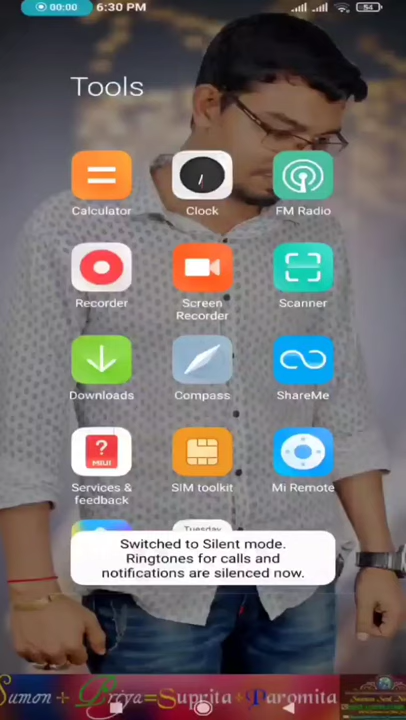 00:00 6:30 PM 54
Tools
Calculator Clock FM Radio
Recorder Screen Recorder Scanner
Downloads Compass ShareMe
?
MIUI
Services & feedback SIM toolkit Mi Remote
Tuesday
Switched to Silent mode.
Ringtones for calls and
notifications are silenced now.
Sumon + Priya=Suprita+Paromita